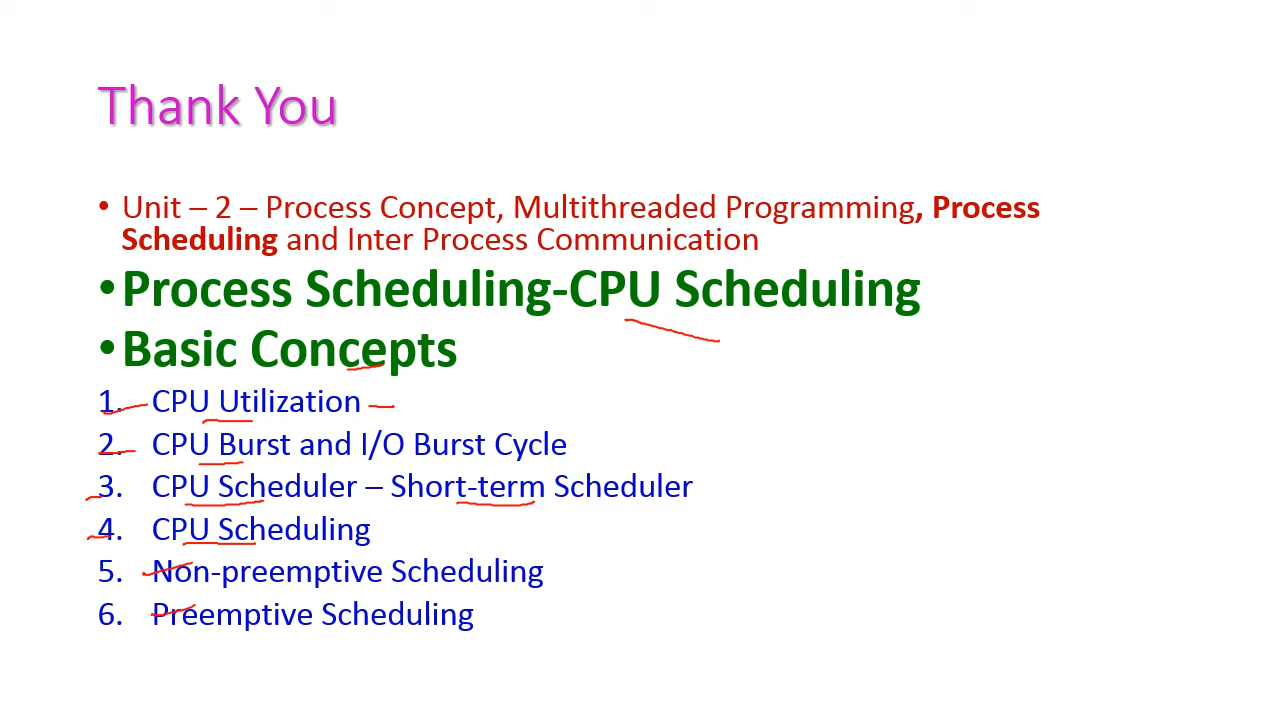 Thank You
• Unit – 2 – Process Concept, Multithreaded Programming, Process
Scheduling and Inter Process Communication
•Process Scheduling-CPU Scheduling
•Basic Concepts
1. CPU Utilization
2. CPU Burst and I/O Burst Cycle
3. CPU Scheduler – Short-term Scheduler
4. CPU Scheduling
5. Non-preemptive Scheduling
6. Preemptive Scheduling